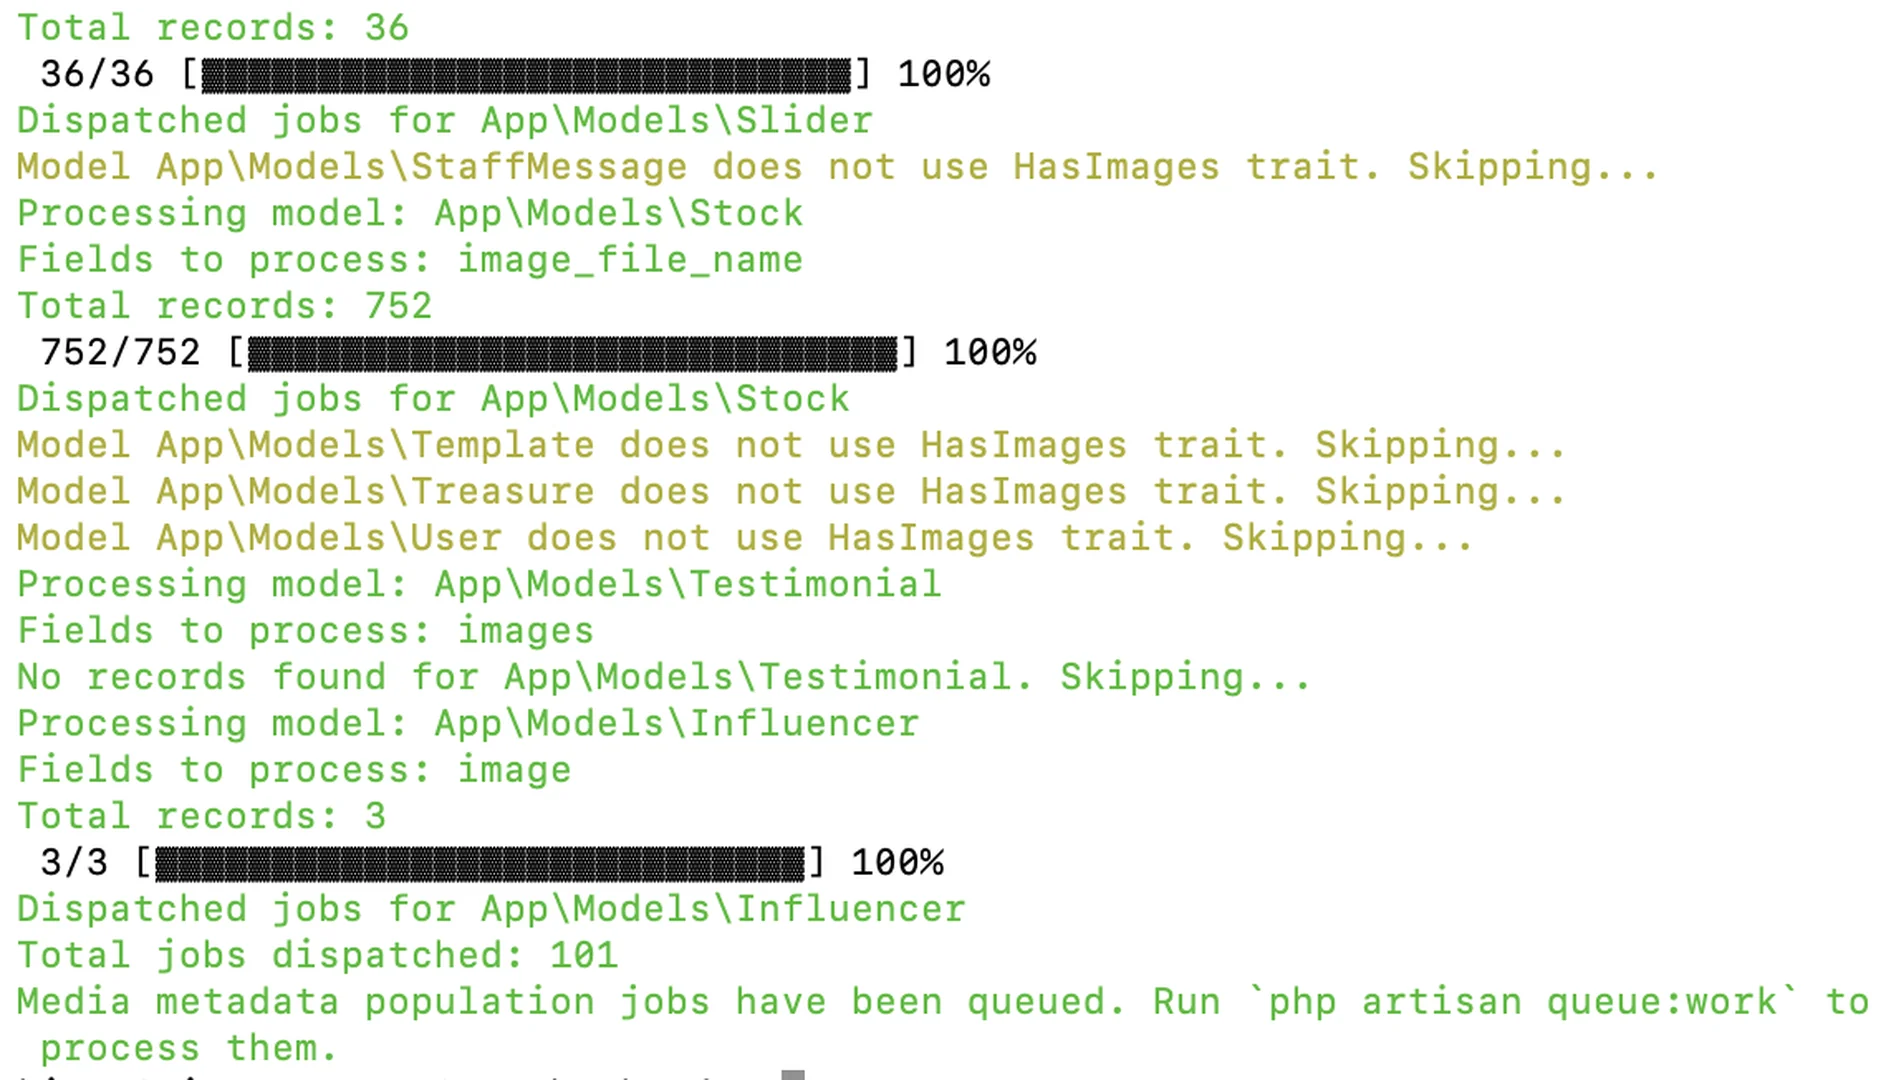 Total records: 36
36/36 [▓▓▓▓▓▓▓▓▓▓▓▓▓▓▓▓▓▓▓▓▓▓▓▓▓▓▓▓] 100%
Dispatched jobs for App\Models\Slider
Model App\Models\StaffMessage does not use HasImages trait. Skipping...
Processing model: App\Models\Stock
Fields to process: image_file_name
Total records: 752
752/752 [▓▓▓▓▓▓▓▓▓▓▓▓▓▓▓▓▓▓▓▓▓▓▓▓▓▓▓▓] 100%
Dispatched jobs for App\Models\Stock
Model App\Models\Template does not use HasImages trait. Skipping...
Model App\Models\Treasure does not use HasImages trait. Skipping...
Model App\Models\User does not use HasImages trait. Skipping...
Processing model: App\Models\Testimonial
Fields to process: images
No records found for App\Models\Testimonial. Skipping...
Processing model: App\Models\Influencer
Fields to process: image
Total records: 3
3/3 [▓▓▓▓▓▓▓▓▓▓▓▓▓▓▓▓▓▓▓▓▓▓▓▓▓▓▓▓] 100%
Dispatched jobs for App\Models\Influencer
Total jobs dispatched: 101
Media metadata population jobs have been queued. Run `php artisan queue:work` to
process them.